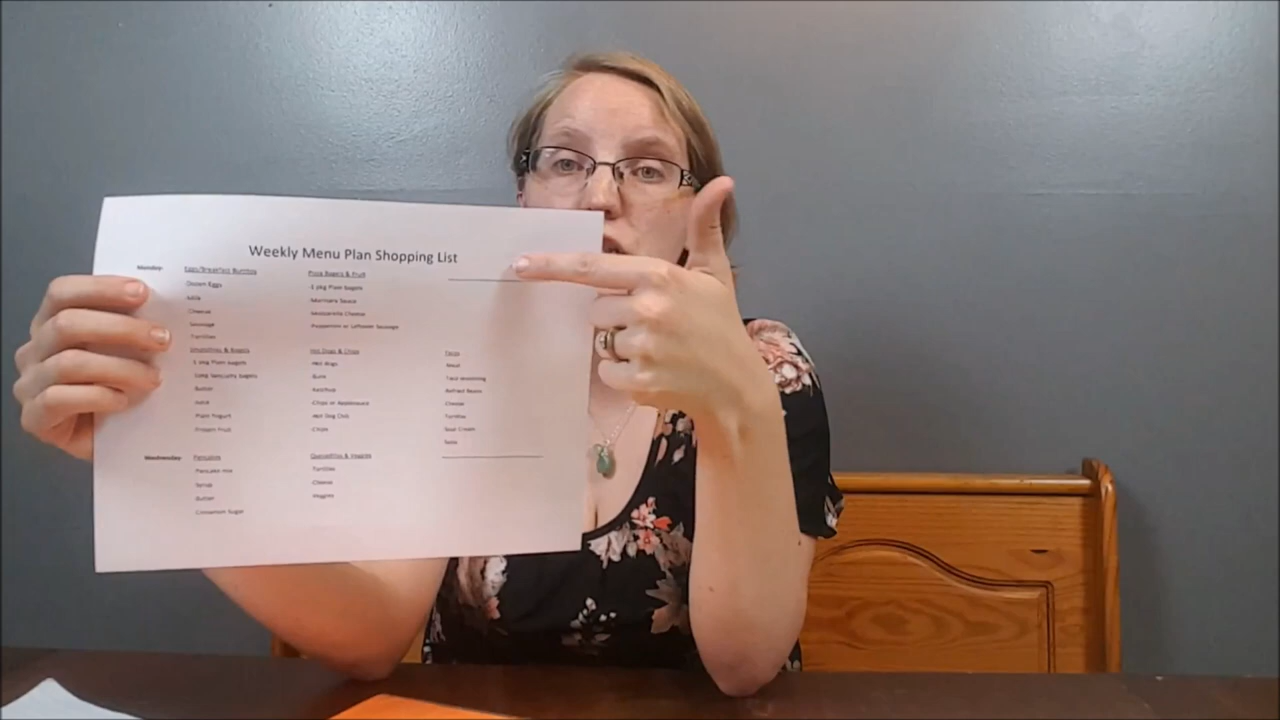 Weekly Menu Plan Shopping List
Monday-
Eggs/Breakfast Burritos
-Dozen Eggs
-Milk
-Cheese
-Sausage
-Tortillas
Pizza Bagels & Fruit
-1 pkg Plain bagels
-Marinara Sauce
-Mozzarella Cheese
-Pepperoni or Leftover Sausage
Smoothies & Bagels
-1 pkg Plain bagels
-Butter
-Juice
-Plain Yogurt
-Frozen Fruit
Hot Dogs & Chips
-Hot dogs
-Buns
-Ketchup
-Chips or Applesauce
-Hot Dog Chili
-Chips
Tacos
-Meat
-Taco seasoning
-Refried Beans
-Cheese
-Tortillas
-Sour Cream
-Salsa
Wednesday-
Pancakes
-Pancake mix
-Syrup
-Butter
-Cinnamon Sugar
Quesadillas & Veggies
-Tortillas
-Cheese
-Veggies